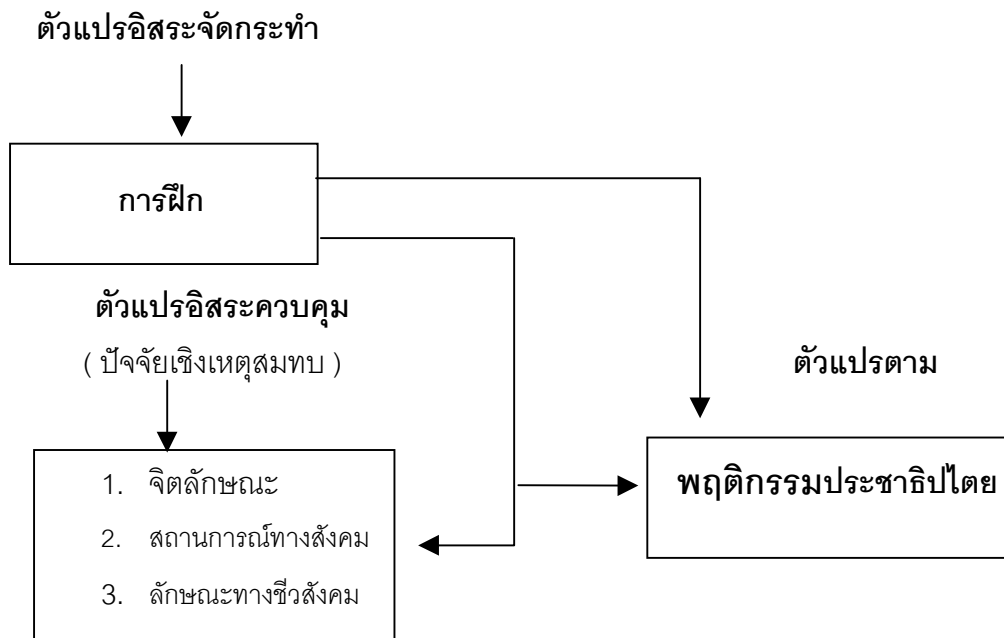 ตัวแปรอิสระจัดกระทำ
การฝึก
ตัวแปรอิสระควบคุม
( ปัจจัยเชิงเหตุสมทบ )
ตัวแปรตาม
1. จิตลักษณะ
2. สถานการณ์ทางสังคม
3. ลักษณะทางชีวสังคม
พฤติกรรมประชาธิปไตย